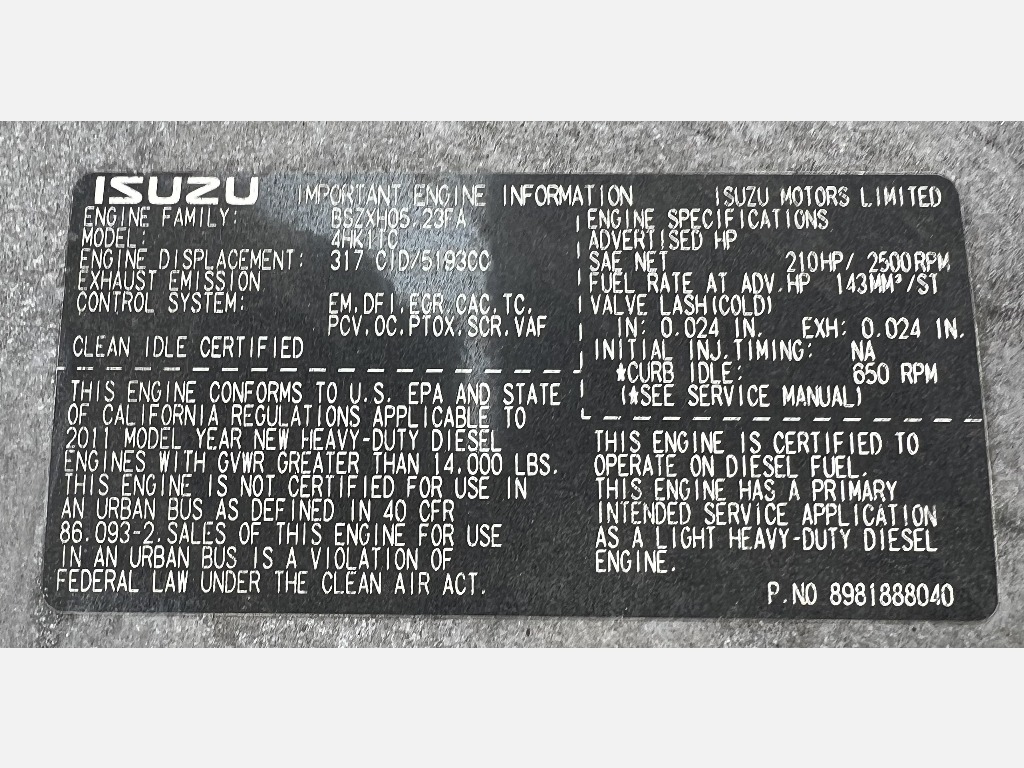 ISUZU IMPORTANT ENGINE INFORMATION ISUZU MOTORS LIMITED
ENGINE FAMILY: BSZXH05.23FA
MODEL: 4HK1TC
ENGINE DISPLACEMENT: 317 CID/5193CC
EXHAUST EMISSION
CONTROL SYSTEM: EM.DFI.EGR.CAC.TC.
PCV.OC.PTOX.SCR.VAF
CLEAN IDLE CERTIFIED
THIS ENGINE CONFORMS TO U.S. EPA AND STATE
OF CALIFORNIA REGULATIONS APPLICABLE TO
2011 MODEL YEAR NEW HEAVY-DUTY DIESEL
ENGINES WITH GVWR GREATER THAN 14.000 LBS.
THIS ENGINE IS NOT CERTIFIED FOR USE IN
AN URBAN BUS AS DEFINED IN 40 CFR
86.093-2.SALES OF THIS ENGINE FOR USE
IN AN URBAN BUS IS A VIOLATION OF
FEDERAL LAW UNDER THE CLEAN AIR ACT.
ENGINE SPECIFICATIONS
ADVERTISED HP
SAE NET 210HP/ 2500RPM
FUEL RATE AT ADV.HP 143MM³/ST
VALVE LASH(COLD)
IN: 0.024 IN. EXH: 0.024 IN.
INITIAL INJ.TIMING: NA
*CURB IDLE: 650 RPM
(*SEE SERVICE MANUAL)
THIS ENGINE IS CERTIFIED TO
OPERATE ON DIESEL FUEL.
THIS ENGINE HAS A PRIMARY
INTENDED SERVICE APPLICATION
AS A LIGHT HEAVY-DUTY DIESEL
ENGINE.
P.NO 8981888040